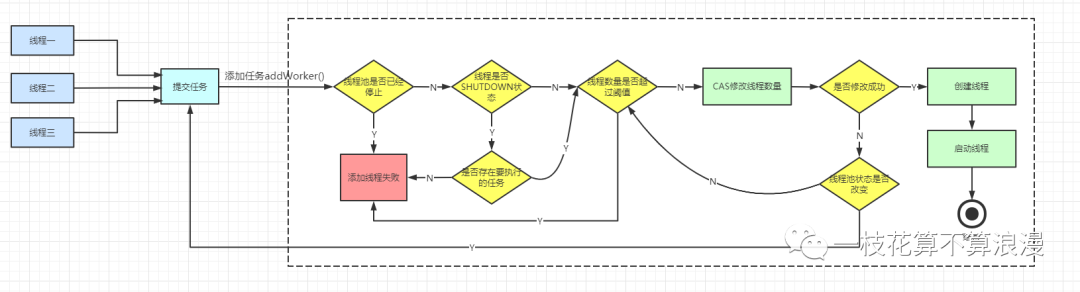 线程一
线程二
线程三
提交任务
添加任务addWorker()
线程池是否已经
停止
N
Y
添加线程失败
线程是否
SHUTDOWN状
态
N
Y
是否存在要执行
的任务
N
Y
线程数量是否超
过阈值
N
Y
CAS修改线程数量
是否修改成功
Y
N
线程池状态是否
改变
N
Y
创建线程
启动线程
一枝花算不算浪漫